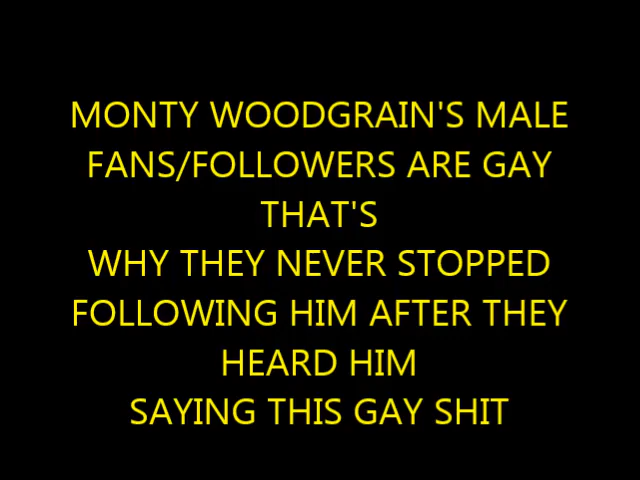 MONTY WOODGRAIN'S MALE
FANS/FOLLOWERS ARE GAY
THAT'S
WHY THEY NEVER STOPPED
FOLLOWING HIM AFTER THEY
HEARD HIM
SAYING THIS GAY SHIT